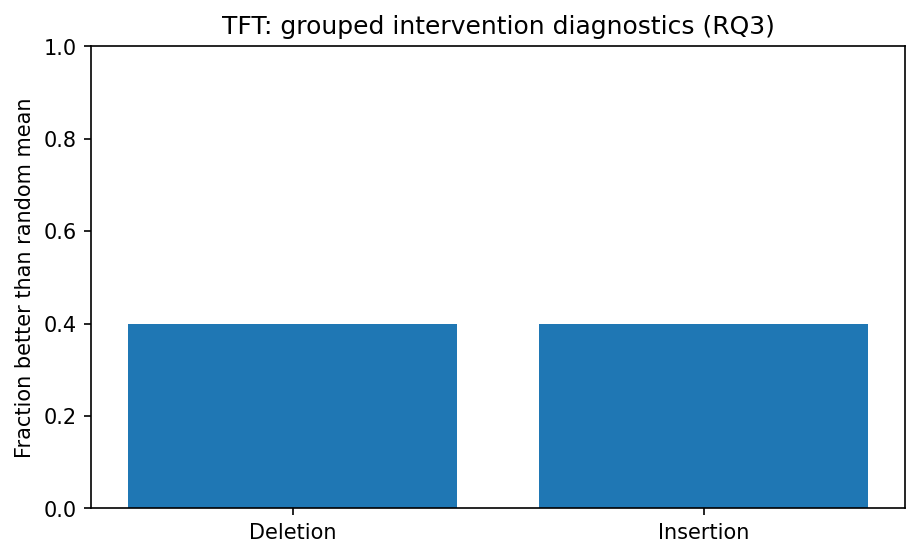 TFT: grouped intervention diagnostics (RQ3)
Fraction better than random mean
1.0
0.8
0.6
0.4
0.2
0.0
Deletion
Insertion